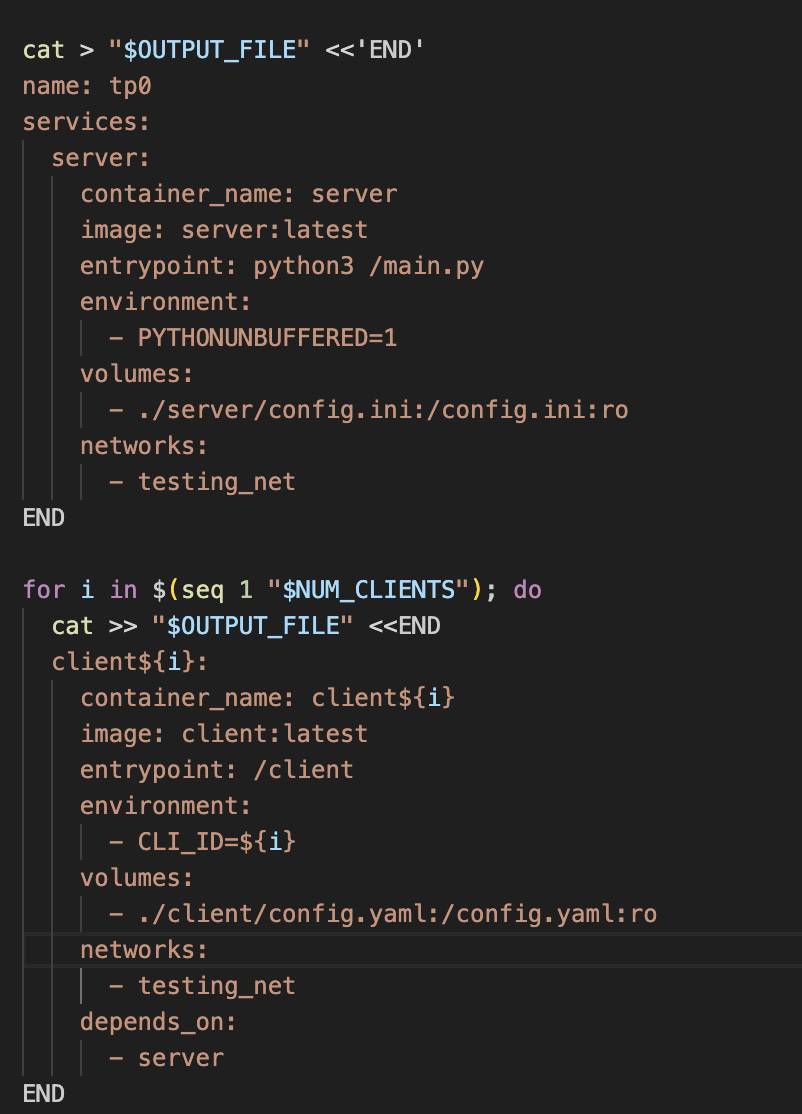 cat > "$OUTPUT_FILE" <<'END'
name: tp0
services:
  server:
    container_name: server
    image: server:latest
    entrypoint: python3 /main.py
    environment:
      - PYTHONUNBUFFERED=1
    volumes:
      - ./server/config.ini:/config.ini:ro
    networks:
      - testing_net
END

for i in $(seq 1 "$NUM_CLIENTS"); do
  cat >> "$OUTPUT_FILE" <<END
  client${i}:
    container_name: client${i}
    image: client:latest
    entrypoint: /client
    environment:
      - CLI_ID=${i}
    volumes:
      - ./client/config.yaml:/config.yaml:ro
    networks:
      - testing_net
    depends_on:
      - server
END